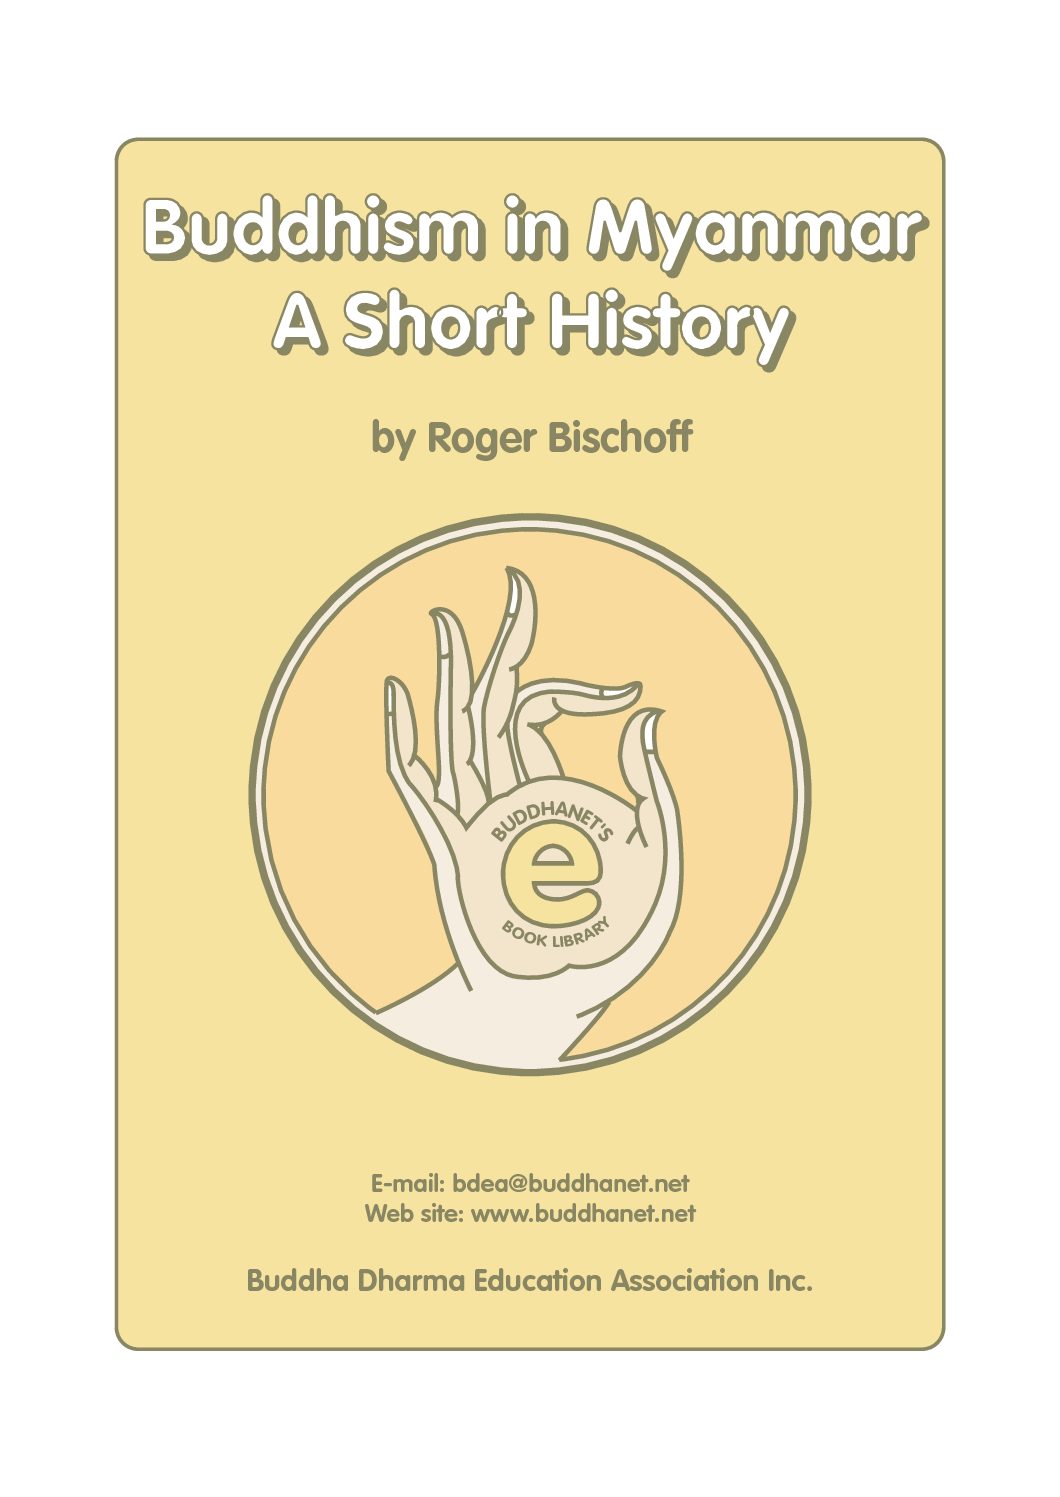 Buddhism in Myanmar
A Short History
by Roger Bischoff
BUDDHANET'S
e
BOOK LIBRARY
E-mail: bdea@buddhanet.net
Web site: www.buddhanet.net
Buddha Dharma Education Association Inc.